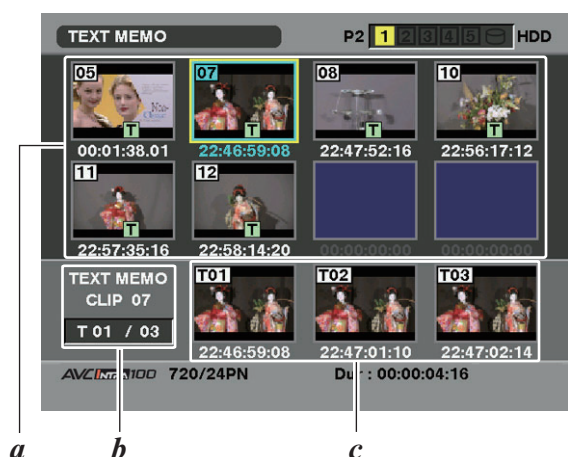 TEXT MEMO P2 1 2 3 4 5 HDD
05 07 08 10
T T T T
00:01:38.01 22:46:59:08 22:47:52:16 22:56:17:12
11 12
T T
22:57:35:16 22:58:14:20 00:00:00:00 00:00:00:00
TEXT MEMO T01 T02 T03
CLIP 07
T 01 / 03
22:46:59:08 22:47:01:10 22:47:02:14
AVC INTRA 100 720/24PN Dur : 00:00:04:16
a b c